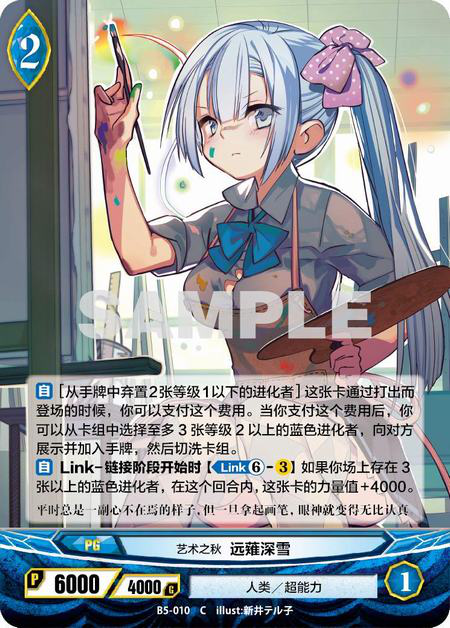 2
SAMPLE
自 [从手牌中弃置2张等级1以下的进化者] 这张卡通过打出而
登场的时候，你可以支付这个费用。当你支付这个费用后，你
可以从卡组中选择至多3张等级2以上的蓝色进化者，向对方
展示并加入手牌，然后切洗卡组。
自 Link-链接阶段开始时【Link 6-3】如果你场上存在3
张以上的蓝色进化者，在这个回合内，这张卡的力量值+4000。
平时总是一副心不在焉的样子，但一旦拿起画笔，眼神就变得无比认真
PG 艺术之秋 远薙深雪
P 6000 / 4000 G 人类／超能力 1
B5-010 C illust:新井テル子